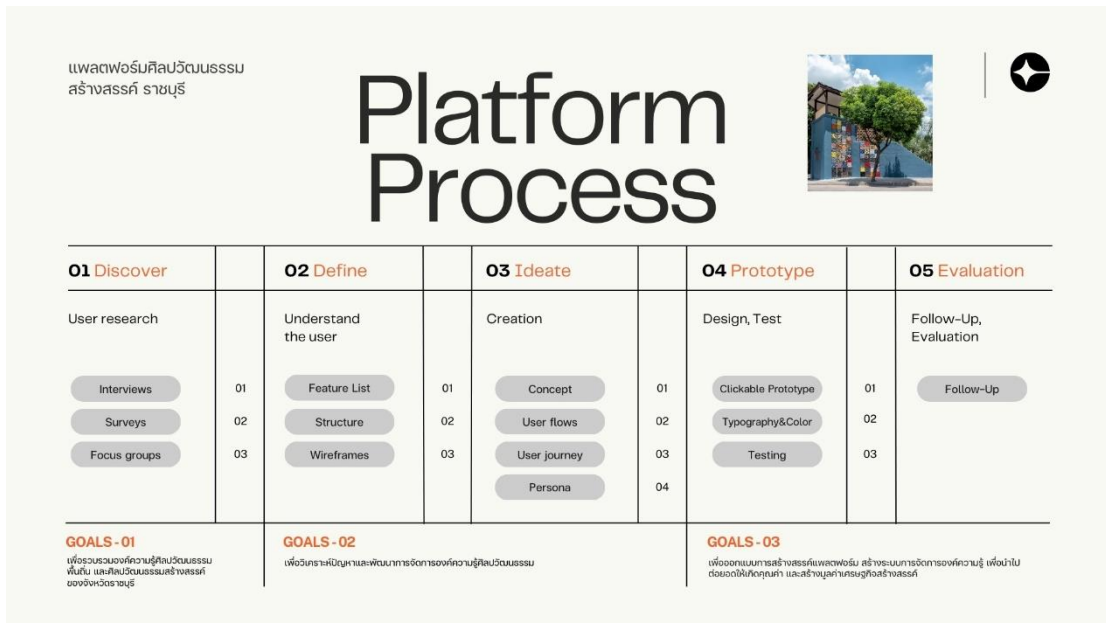 แพลตฟอร์มศิลปวัฒนธรรม
สร้างสรรค์ ราชบุรี
Platform
Process
01 Discover
02 Define
03 Ideate
04 Prototype
05 Evaluation
User research
Understand
the user
Creation
Design, Test
Follow-Up,
Evaluation
Interviews
01
Feature List
01
Concept
01
Clickable Prototype
01
Follow-Up
Surveys
02
Structure
02
User flows
02
Typography&Color
02
Focus groups
03
Wireframes
03
User journey
03
Testing
03
Persona
04
GOALS - 01
เพื่อรวบรวมองค์ความรู้ศิลปวัฒนธรรม
พื้นถิ่น และศิลปวัฒนธรรมสร้างสรรค์
ของจังหวัดราชบุรี
GOALS - 02
เพื่อวิเคราะห์ปัญหาและพัฒนาการจัดการองค์ความรู้ศิลปวัฒนธรรม
GOALS - 03
เพื่อออกแบบการสร้างสรรค์แพลตฟอร์ม สร้างระบบการจัดการองค์ความรู้ เพื่อนำไป
ต่อยอดให้เกิดคุณค่า และสร้างมูลค่าเศรษฐกิจสร้างสรรค์